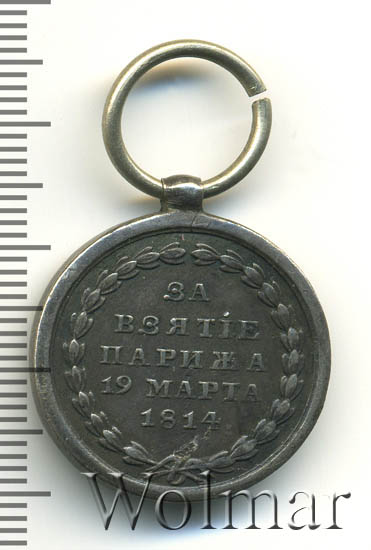 ЗА
ВЗЯТІЕ
ПАРИЖА
19 МАРТА
1814
Wolmar